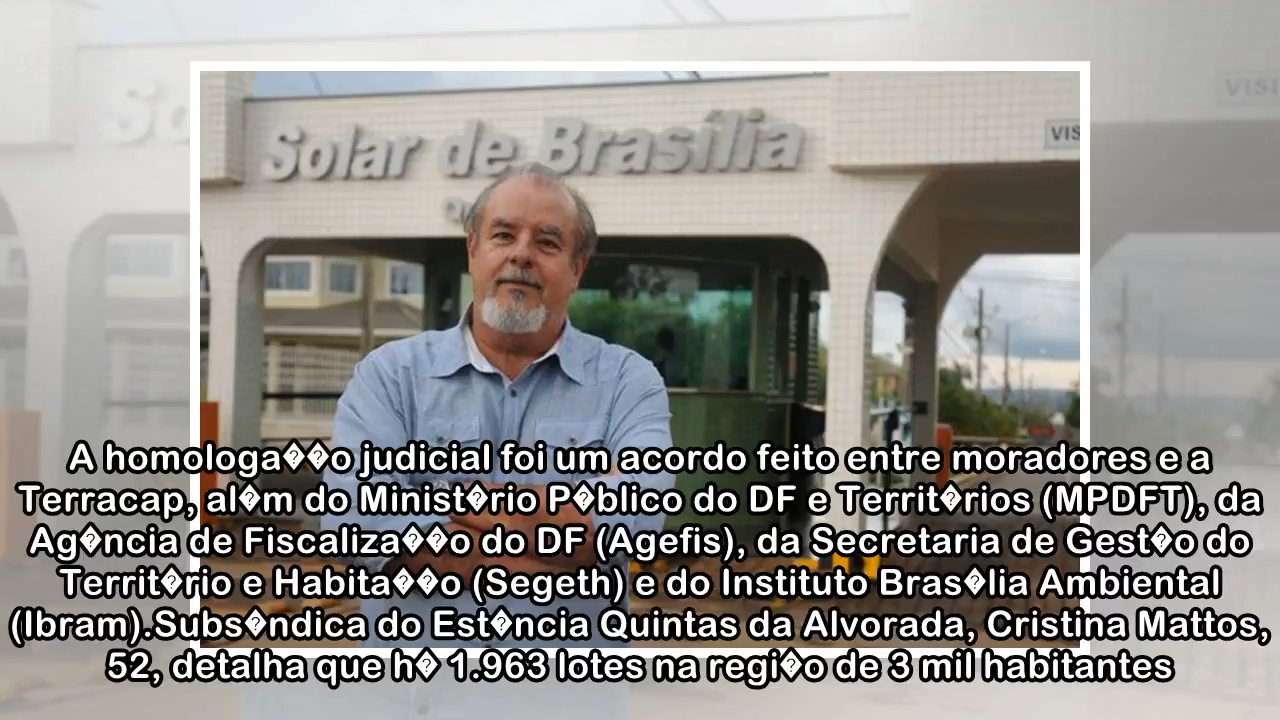 VISI
So
Solar de Brasília
VIS
A homologa��o judicial foi um acordo feito entre moradores e a
Terracap, al�m do Minist�rio P�blico do DF e Territ�rios (MPDFT), da
Ag�ncia de Fiscaliza��o do DF (Agefis), da Secretaria de Gest�o do
Territ�rio e Habita��o (Segeth) e do Instituto Bras�lia Ambiental
(Ibram).Subs�ndica do Est�ncia Quintas da Alvorada, Cristina Mattos,
52, detalha que h� 1.963 lotes na regi�o de 3 mil habitantes